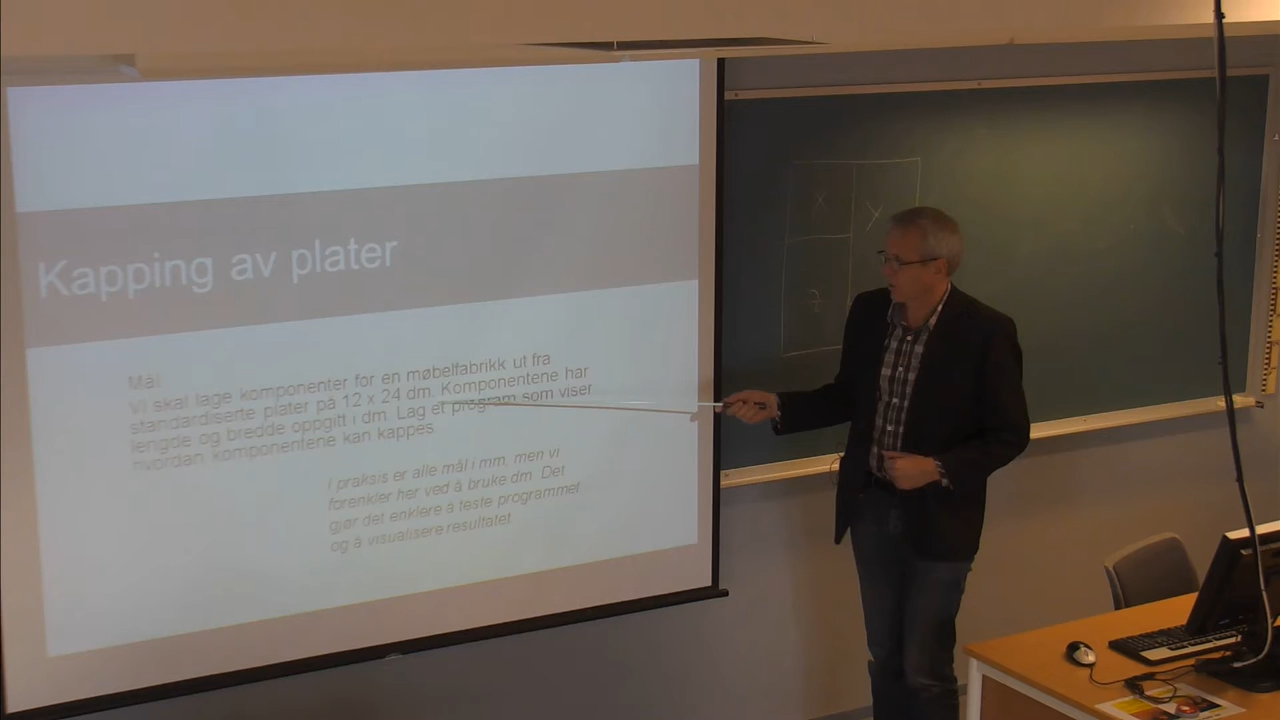 Kapping av plater
Mål:
Vi skal lage komponenter for en møbelfabrikk ut fra
standardiserte plater på 12 x 24 dm. Komponentene har
lengde og bredde oppgitt i dm. Lag et program som viser
hvordan komponentene kan kappes.
I praksis er alle mål i mm, men vi
forenkler her ved å bruke dm. Det
gjør det enklere å teste programmet
og å visualisere resultatet.
X
Y